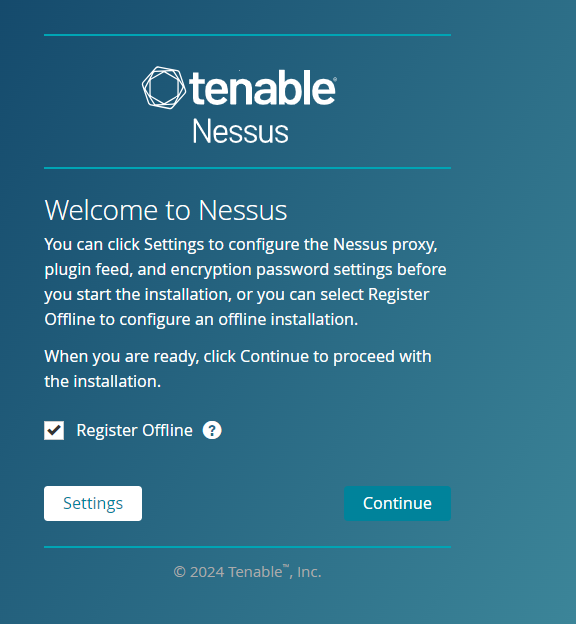 tenable
Nessus
Welcome to Nessus
You can click Settings to configure the Nessus proxy,
plugin feed, and encryption password settings before
you start the installation, or you can select Register
Offline to configure an offline installation.
When you are ready, click Continue to proceed with
the installation.
Register Offline ?
Settings Continue
© 2024 Tenable™, Inc.